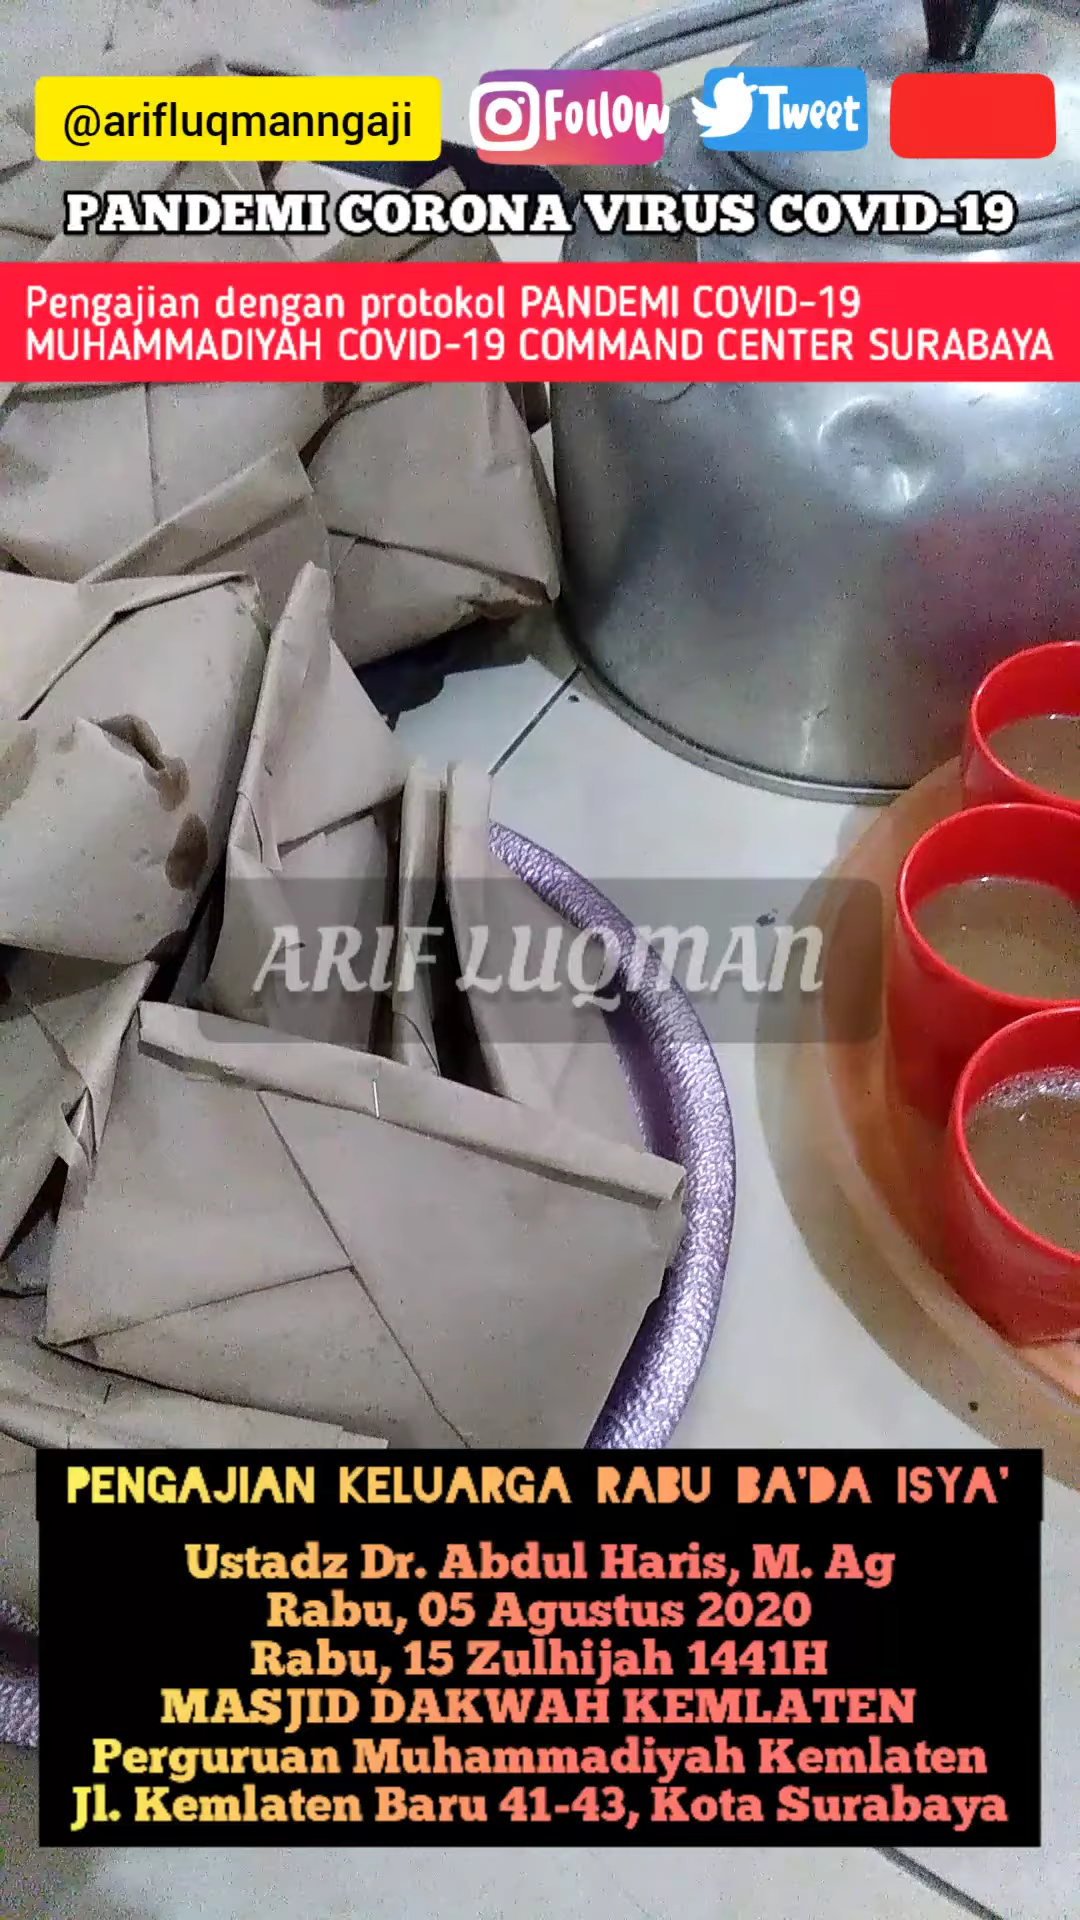 @arifluqmanngaji
Follow
Tweet
PANDEMI CORONA VIRUS COVID-19
Pengajian dengan protokol PANDEMI COVID-19
MUHAMMADIYAH COVID-19 COMMAND CENTER SURABAYA
ARIF LUQMAN
PENGAJIAN KELUARGA RABU BA'DA ISYA'
Ustadz Dr. Abdul Haris, M. Ag
Rabu, 05 Agustus 2020
Rabu, 15 Zulhijah 1441H
MASJID DAKWAH KEMLATEN
Perguruan Muhammadiyah Kemlaten
Jl. Kemlaten Baru 41-43, Kota Surabaya